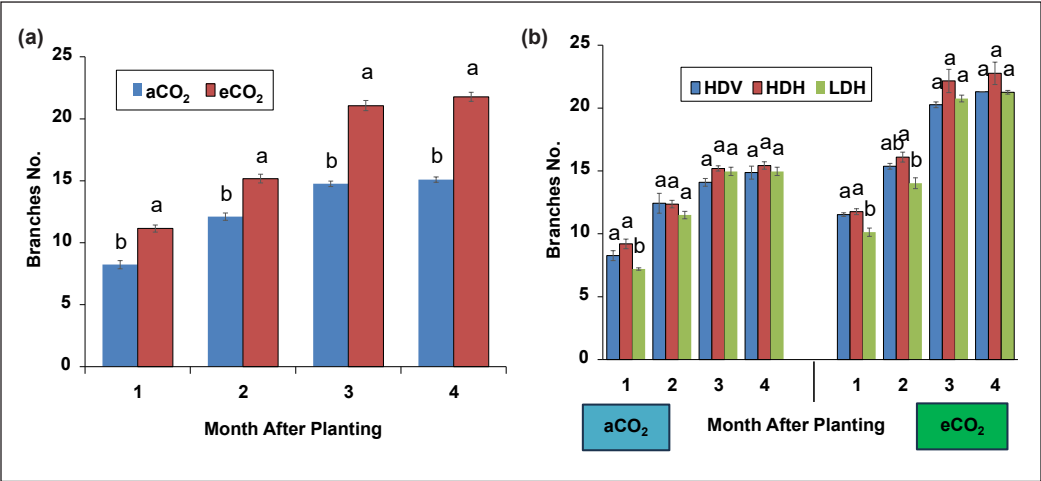 (a)
25
20
15
10
5
0
Branches No.
aCO₂ eCO₂
b a b a b a b a
1 2 3 4
Month After Planting
(b)
25
20
15
10
5
0
Branches No.
HDV HDH LDH
a a b a a a a a a a a a a a b ab a b a a a a a a
1 2 3 4 1 2 3 4
aCO₂ Month After Planting eCO₂